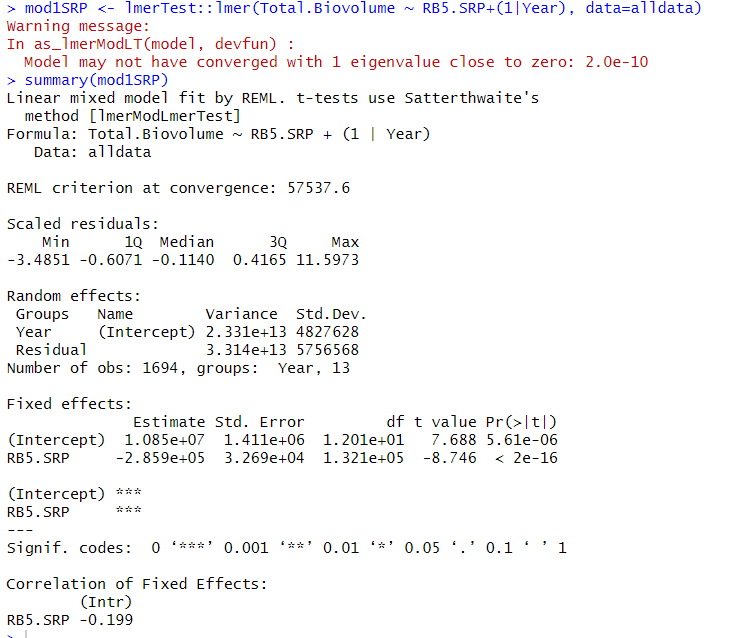 > mod1SRP <- lmerTest::lmer(Total.Biovolume ~ RB5.SRP+(1|Year), data=alldata)
Warning message:
In as_lmerModLT(model, devfun) :
  Model may not have converged with 1 eigenvalue close to zero: 2.0e-10
> summary(mod1SRP)
Linear mixed model fit by REML. t-tests use Satterthwaite's
  method [lmerModLmerTest]
Formula: Total.Biovolume ~ RB5.SRP + (1 | Year)
   Data: alldata

REML criterion at convergence: 57537.6

Scaled residuals:
    Min      1Q  Median      3Q     Max
-3.4851 -0.6071 -0.1140  0.4165 11.5973

Random effects:
 Groups   Name        Variance  Std.Dev.
 Year     (Intercept) 2.331e+13 4827628
 Residual             3.314e+13 5756568
Number of obs: 1694, groups:  Year, 13

Fixed effects:
              Estimate Std. Error         df t value Pr(>|t|)
(Intercept)  1.085e+07  1.411e+06  1.201e+01   7.688 5.61e-06
RB5.SRP     -2.859e+05  3.269e+04  1.321e+05  -8.746  < 2e-16

(Intercept) ***
RB5.SRP     ***
---
Signif. codes:  0 ‘***’ 0.001 ‘**’ 0.01 ‘*’ 0.05 ‘.’ 0.1 ‘ ’ 1

Correlation of Fixed Effects:
        (Intr)
RB5.SRP -0.199
>